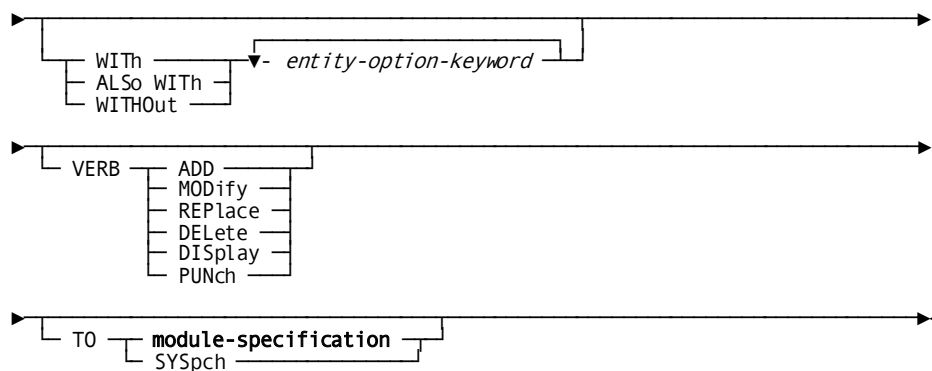 WITh entity-option-keyword
ALSo WITh
WITHOut
VERB ADD
MODify
REPlace
DELete
DISplay
PUNch
TO module-specification
SYSpch